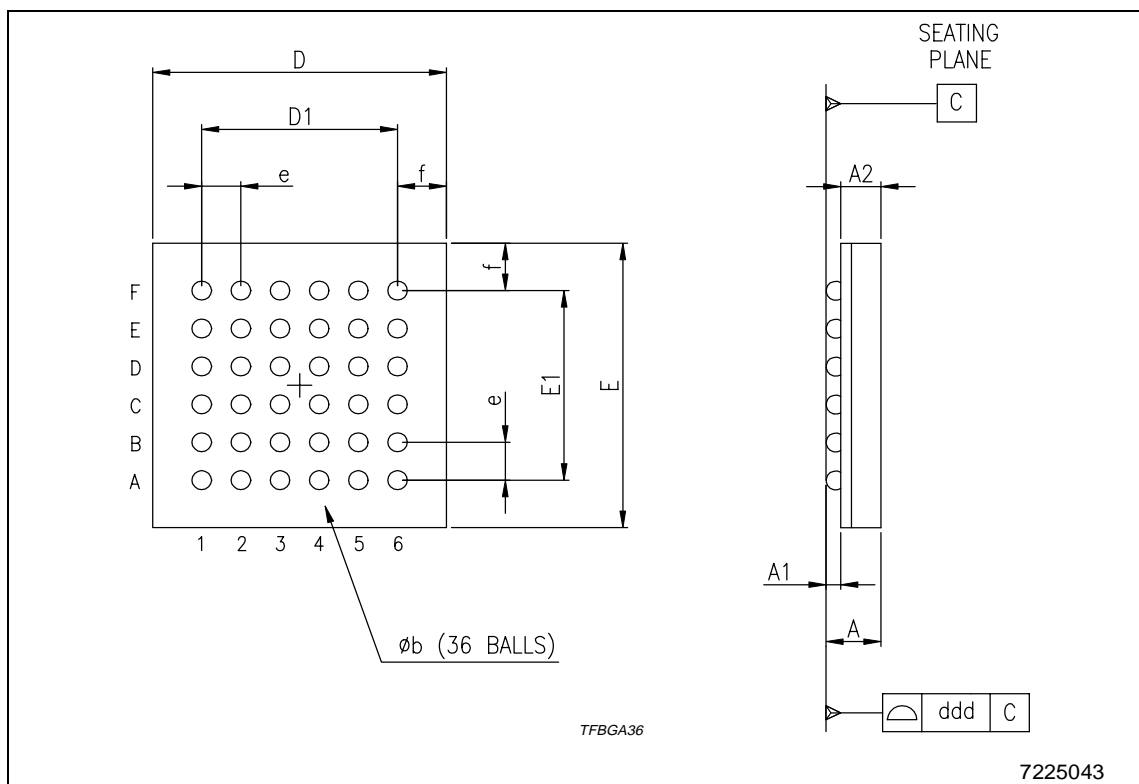 SEATING
PLANE
D
C
D1
e
f
A2
f
F
E
D
C
B
A
E1
E
e
1 2 3 4 5 6
A1
A
øb (36 BALLS)
ddd C
TFBGA36
7225043